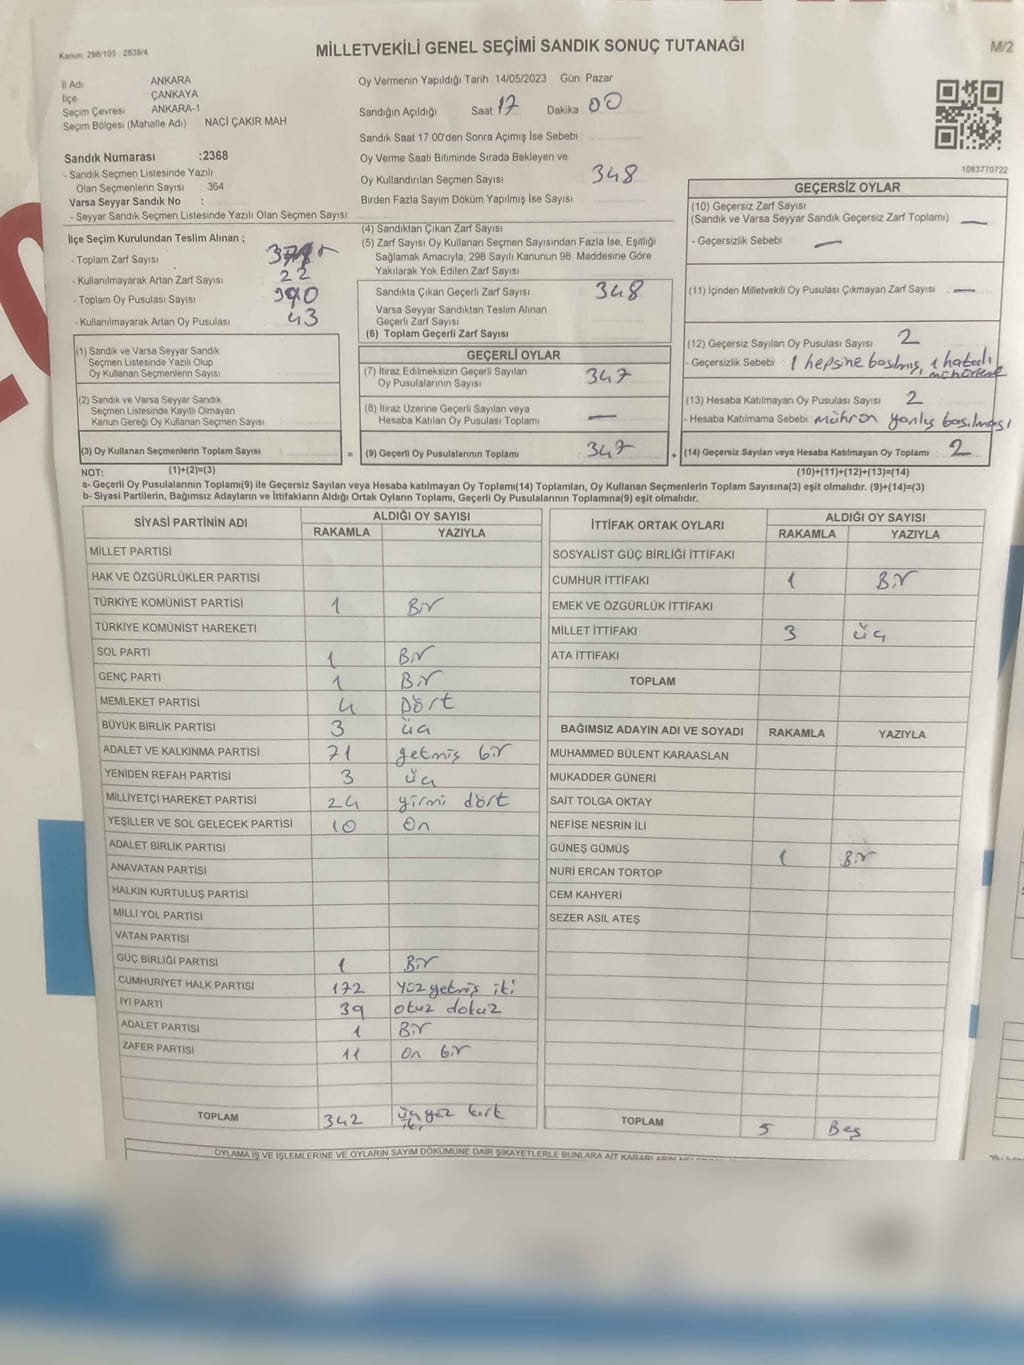 Kanun: 298/105 , 2839/4
MİLLETVEKİLİ GENEL SEÇİMİ SANDIK SONUÇ TUTANAĞI
M/2
İl Adı ANKARA
İlçe ÇANKAYA
Seçim Çevresi ANKARA-1
Seçim Bölgesi (Mahalle Adı) NACİ ÇAKIR MAH
Oy Vermenin Yapıldığı Tarih :14/05/2023 Gün: Pazar
Sandığın Açıldığı Saat: 17 Dakika: 00
Sandık Saat 17.00'den Sonra Açımış İse Sebebi
Oy Verme Saati Bitiminde Sırada Bekleyen ve
Oy Kullandırılan Seçmen Sayısı 348
Birden Fazla Sayım Döküm Yapılmış İse Sayısı
1083770722
Sandık Numarası :2368
- Sandık Seçmen Listesinde Yazılı
Olan Seçmenlerin Sayısı 364
Varsa Seyyar Sandık No :
- Seyyar Sandık Seçmen Listesinde Yazılı Olan Seçmen Sayısı:
İlçe Seçim Kurulundan Teslim Alınan ;
- Toplam Zarf Sayısı
- Kullanılmayarak Artan Zarf Sayısı 22
- Toplam Oy Pusulası Sayısı 390
- Kullanılmayarak Artan Oy Pusulası 43
(4) Sandıktan Çıkan Zarf Sayısı
(5) Zarf Sayısı Oy Kullanan Seçmen Sayısından Fazla İse, Eşitliği
Sağlamak Amacıyla, 298 Sayılı Kanunun 98. Maddesine Göre
Yakılarak Yok Edilen Zarf Sayısı
Sandıkta Çıkan Geçerli Zarf Sayısı 348
Varsa Seyyar Sandıktan Teslim Alınan
Geçerli Zarf Sayısı
(6) Toplam Geçerli Zarf Sayısı
GEÇERSİZ OYLAR
(10) Geçersiz Zarf Sayısı
(Sandık ve Varsa Seyyar Sandık Geçersiz Zarf Toplamı) —
- Geçersizlik Sebebi —
(11) İçinden Milletvekili Oy Pusulası Çıkmayan Zarf Sayısı —
(12) Geçersiz Sayılan Oy Pusulası Sayısı 2
- Geçersizlik Sebebi : 1 hepsine basılmış, 1 hatalı
(13) Hesaba Katılmayan Oy Pusulası Sayısı 2
- Hesaba Katılmama Sebebi mührün yanlış basılması
(14) Geçersiz Sayılan veya Hesaba Katılmayan Oy Toplamı 2
(10)+(11)+(12)+(13)=(14)
(1) Sandık ve Varsa Seyyar Sandık
Seçmen Listesinde Yazılı Olup
Oy Kullanan Seçmenlerin Sayısı
(2) Sandık ve Varsa Seyyar Sandık
Seçmen Listesinde Kayıtlı Olmayan
Kanun Gereği Oy Kullanan Seçmen Sayısı
(3) Oy Kullanan Seçmenlerin Toplam Sayısı =
GEÇERLİ OYLAR
(7) İtiraz Edilmeksizin Geçerli Sayılan
Oy Pusulalarının Sayısı 347
(8) İtiraz Üzerine Geçerli Sayılan veya
Hesaba Katılan Oy Pusulası Toplamı —
(9) Geçerli Oy Pusulalarının Toplamı 347 +
NOT: (1)+(2)=(3)
a- Geçerli Oy Pusulalarının Toplamı(9) ile Geçersiz Sayılan veya Hesaba katılmayan Oy Toplamı(14) Toplamları, Oy Kullanan Seçmenlerin Toplam Sayısına(3) eşit olmalıdır. (9)+(14)=(3)
b- Siyasi Partilerin, Bağımsız Adayların ve İttifakların Aldığı Ortak Oyların Toplamı, Geçerli Oy Pusulalarının Toplamına(9) eşit olmalıdır.
SİYASİ PARTİNİN ADI ALDIĞI OY SAYISI
RAKAMLA YAZIYLA
MİLLET PARTİSİ
HAK VE ÖZGÜRLÜKLER PARTİSİ
TÜRKİYE KOMÜNİST PARTİSİ 1 Bir
TÜRKİYE KOMÜNİST HAREKETİ
SOL PARTİ 1 Bir
GENÇ PARTİ 1 Bir
MEMLEKET PARTİSİ 4 Dört
BÜYÜK BİRLİK PARTİSİ 3 üç
ADALET VE KALKINMA PARTİSİ 71 yetmiş bir
YENİDEN REFAH PARTİSİ 3 üç
MİLLİYETÇİ HAREKET PARTİSİ 24 yirmi dört
YEŞİLLER VE SOL GELECEK PARTİSİ 10 On
ADALET BİRLİK PARTİSİ
ANAVATAN PARTİSİ
HALKIN KURTULUŞ PARTİSİ
MİLLİ YOL PARTİSİ
VATAN PARTİSİ
GÜÇ BİRLİĞİ PARTİSİ 1 Bir
CUMHURİYET HALK PARTİSİ 172 Yüz yetmiş iki
İYİ PARTİ 39 otuz dokuz
ADALET PARTİSİ 1 Bir
ZAFER PARTİSİ 11 On bir
TOPLAM 342 üçyüz kırk iki
İTTİFAK ORTAK OYLARI ALDIĞI OY SAYISI
RAKAMLA YAZIYLA
SOSYALİST GÜÇ BİRLİĞİ İTTİFAKI
CUMHUR İTTİFAKI 1 Bir
EMEK VE ÖZGÜRLÜK İTTİFAKI
MİLLET İTTİFAKI 3 üç
ATA İTTİFAKI
TOPLAM
BAĞIMSIZ ADAYIN ADI VE SOYADI RAKAMLA YAZIYLA
MUHAMMED BÜLENT KARAASLAN
MUKADDER GÜNERİ
SAİT TOLGA OKTAY
NEFİSE NESRİN İLİ
GÜNEŞ GÜMÜŞ 1 Bir
NURİ ERCAN TORTOP
CEM KAHYERİ
SEZER ASİL ATEŞ
TOPLAM 5 Beş
OYLAMA İŞ VE İŞLEMLERİNE VE OYLARIN SAYIM DÖKÜMÜNE DAİR ŞİKAYETLERLE BUNLARA AİT KARARLARIN